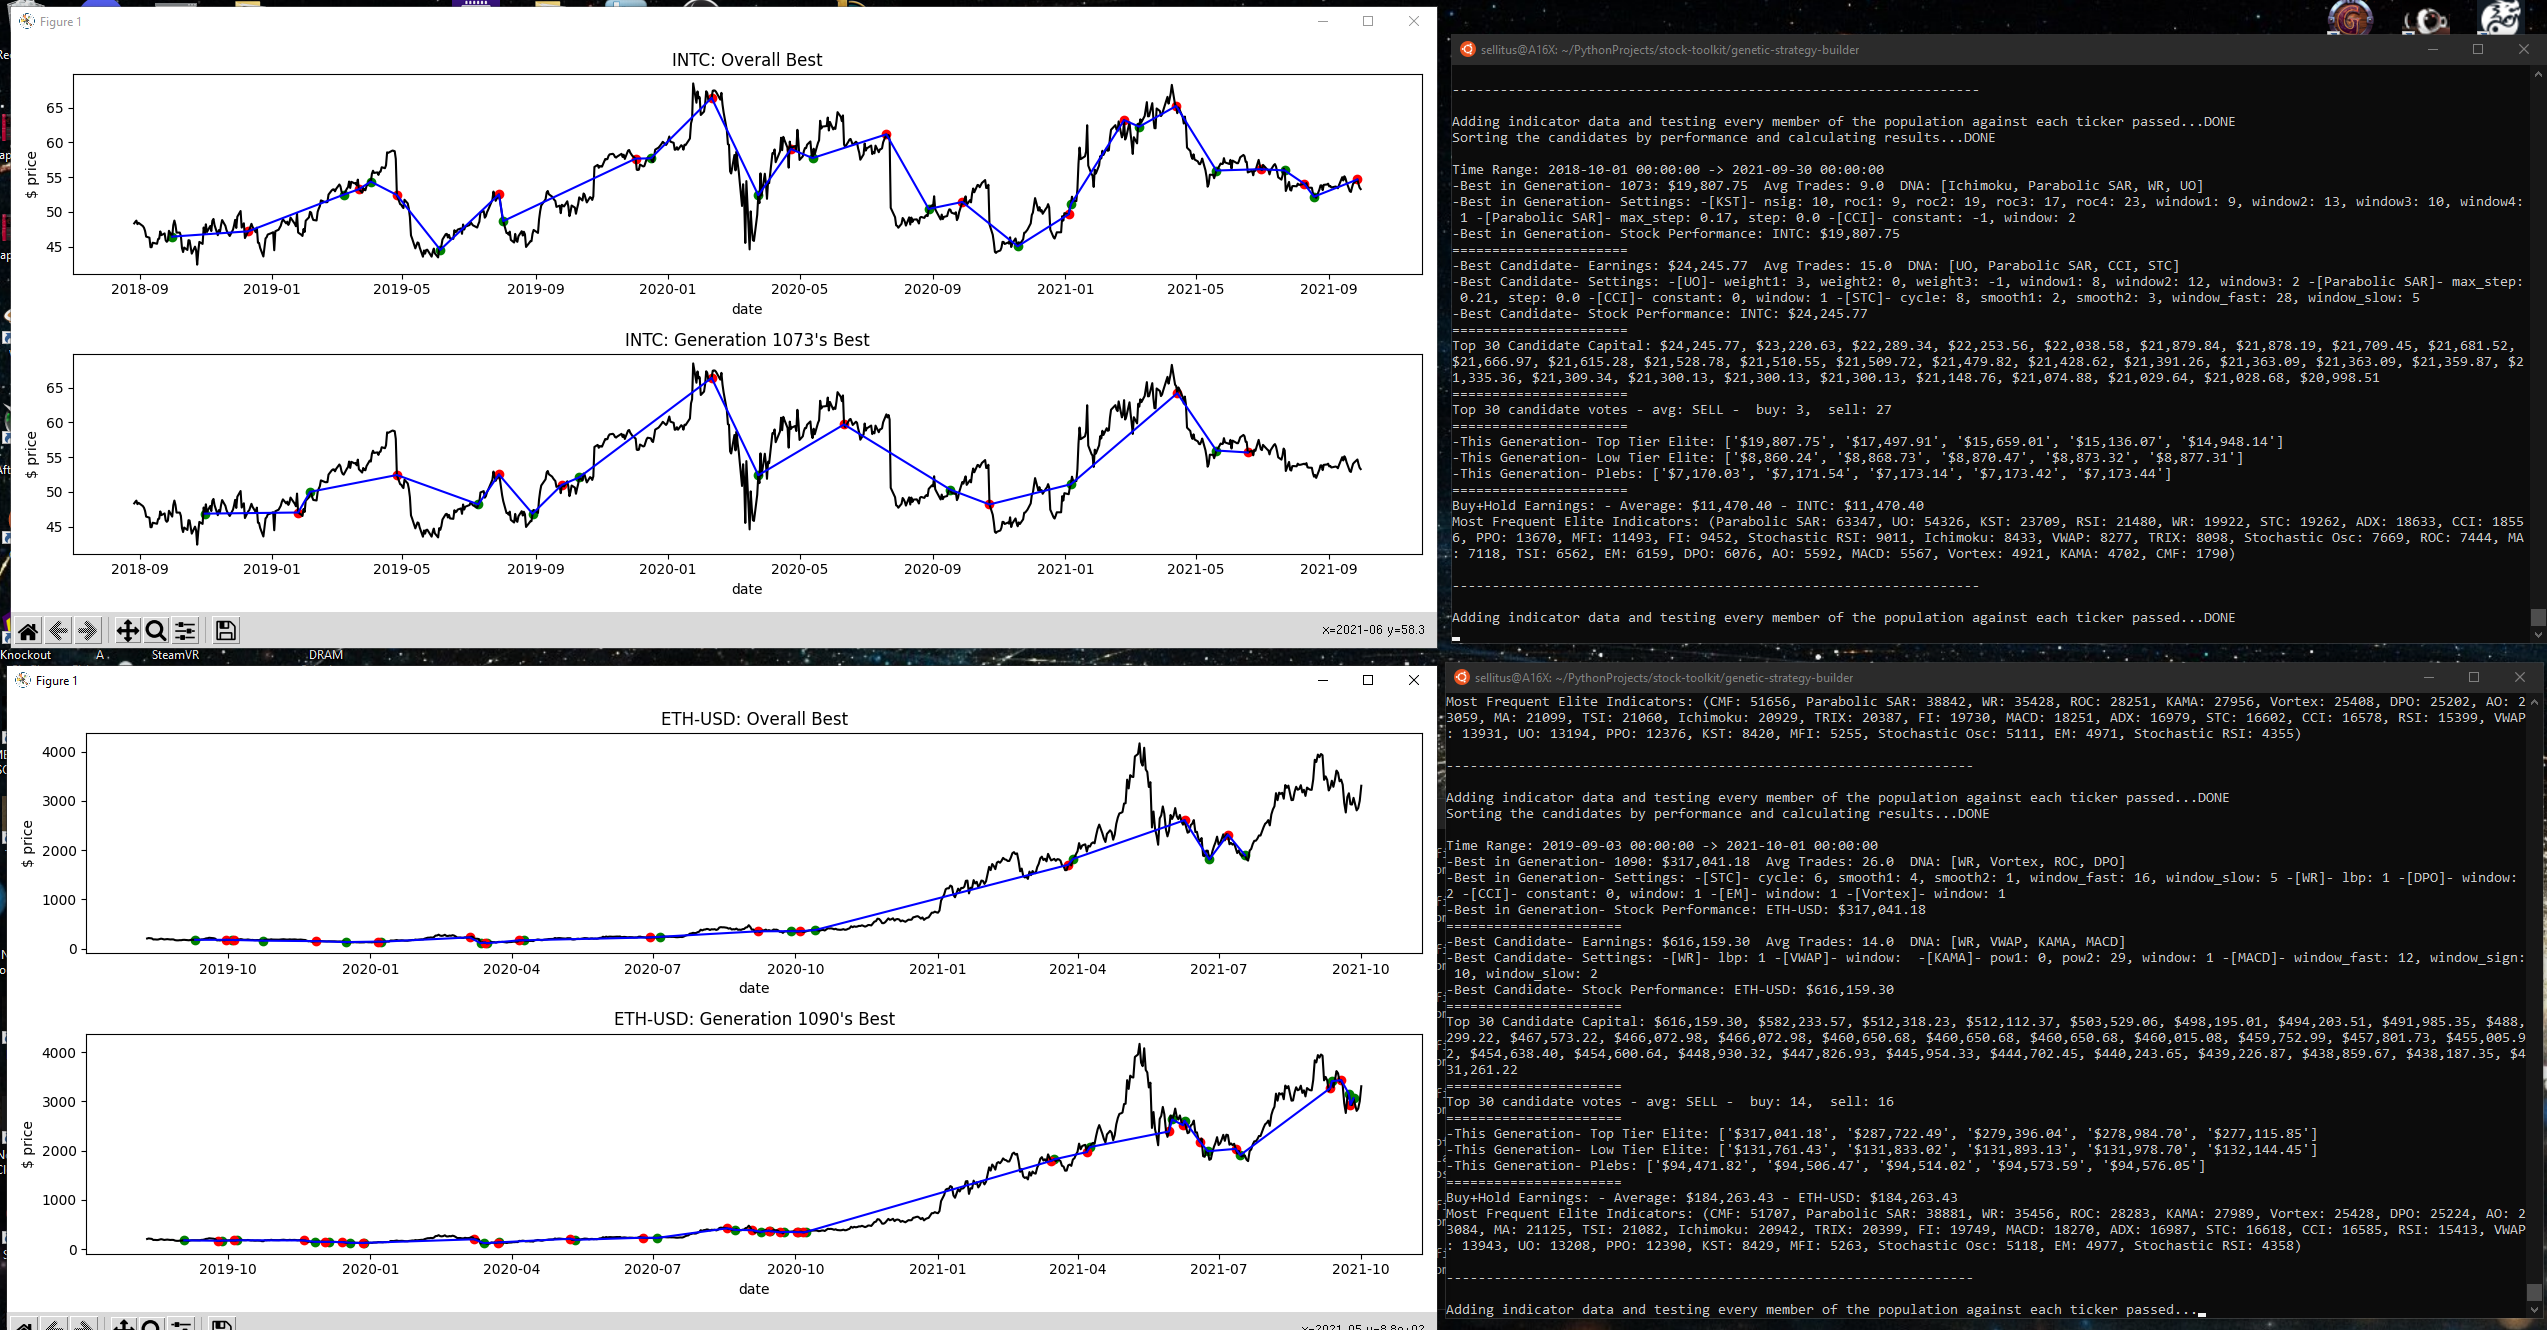 Figure 1
INTC: Overall Best
65
60
55
50
45
$ price
2018-09 2019-01 2019-05 2019-09 2020-01 2020-05 2020-09 2021-01 2021-05 2021-09
date
INTC: Generation 1073's Best
65
60
55
50
45
$ price
2018-09 2019-01 2019-05 2019-09 2020-01 2020-05 2020-09 2021-01 2021-05 2021-09
date
x=2021-06 y=58.3
Knockout A SteamVR DRAM
sellitus@A16X: ~/PythonProjects/stock-toolkit/genetic-strategy-builder
------------------------------------------------------------------
Adding indicator data and testing every member of the population against each ticker passed...DONE
Sorting the candidates by performance and calculating results...DONE
Time Range: 2018-10-01 00:00:00 -> 2021-09-30 00:00:00
-Best in Generation- 1073: $19,807.75  Avg Trades: 9.0  DNA: [Ichimoku, Parabolic SAR, WR, UO]
-Best in Generation- Settings: -[KST]- nsig: 10, roc1: 9, roc2: 19, roc3: 17, roc4: 23, window1: 9, window2: 13, window3: 10, window4:
1 -[Parabolic SAR]- max_step: 0.17, step: 0.0 -[CCI]- constant: -1, window: 2
-Best in Generation- Stock Performance: INTC: $19,807.75
======================
-Best Candidate- Earnings: $24,245.77  Avg Trades: 15.0  DNA: [UO, Parabolic SAR, CCI, STC]
-Best Candidate- Settings: -[UO]- weight1: 3, weight2: 0, weight3: -1, window1: 8, window2: 12, window3: 2 -[Parabolic SAR]- max_step:
0.21, step: 0.0 -[CCI]- constant: 0, window: 1 -[STC]- cycle: 8, smooth1: 2, smooth2: 3, window_fast: 28, window_slow: 5
-Best Candidate- Stock Performance: INTC: $24,245.77
======================
Top 30 Candidate Capital: $24,245.77, $23,220.63, $22,289.34, $22,253.56, $22,038.58, $21,879.84, $21,878.19, $21,709.45, $21,681.52,
$21,666.97, $21,615.28, $21,528.78, $21,510.55, $21,509.72, $21,479.82, $21,428.62, $21,391.26, $21,363.09, $21,363.09, $21,359.87, $2
1,335.36, $21,309.34, $21,300.13, $21,300.13, $21,300.13, $21,148.76, $21,074.88, $21,029.64, $21,028.68, $20,998.51
======================
Top 30 candidate votes - avg: SELL -  buy: 3,  sell: 27
======================
-This Generation- Top Tier Elite: ['$19,807.75', '$17,497.91', '$15,659.01', '$15,136.07', '$14,948.14']
-This Generation- Low Tier Elite: ['$8,860.24', '$8,868.73', '$8,870.47', '$8,873.32', '$8,877.31']
-This Generation- Plebs: ['$7,170.03', '$7,171.54', '$7,173.14', '$7,173.42', '$7,173.44']
======================
Buy+Hold Earnings: - Average: $11,470.40 - INTC: $11,470.40
Most Frequent Elite Indicators: (Parabolic SAR: 63347, UO: 54326, KST: 23709, RSI: 21480, WR: 19922, STC: 19262, ADX: 18633, CCI: 1855
6, PPO: 13670, MFI: 11493, FI: 9452, Stochastic RSI: 9011, Ichimoku: 8433, VWAP: 8277, TRIX: 8098, Stochastic Osc: 7669, ROC: 7444, MA
: 7118, TSI: 6562, EM: 6159, DPO: 6076, AO: 5592, MACD: 5567, Vortex: 4921, KAMA: 4702, CMF: 1790)
------------------------------------------------------------------
Adding indicator data and testing every member of the population against each ticker passed...DONE
Figure 1
ETH-USD: Overall Best
4000
3000
2000
1000
0
$ price
2019-10 2020-01 2020-04 2020-07 2020-10 2021-01 2021-04 2021-07 2021-10
date
ETH-USD: Generation 1090's Best
4000
3000
2000
1000
0
$ price
2019-10 2020-01 2020-04 2020-07 2020-10 2021-01 2021-04 2021-07 2021-10
date
sellitus@A16X: ~/PythonProjects/stock-toolkit/genetic-strategy-builder
Most Frequent Elite Indicators: (CMF: 51656, Parabolic SAR: 38842, WR: 35428, ROC: 28251, KAMA: 27956, Vortex: 25408, DPO: 25202, AO: 2
3059, MA: 21099, TSI: 21060, Ichimoku: 20929, TRIX: 20387, FI: 19730, MACD: 18251, ADX: 16979, STC: 16602, CCI: 16578, RSI: 15399, VWAP
: 13931, UO: 13194, PPO: 12376, KST: 8420, MFI: 5255, Stochastic Osc: 5111, EM: 4971, Stochastic RSI: 4355)
------------------------------------------------------------------
Adding indicator data and testing every member of the population against each ticker passed...DONE
Sorting the candidates by performance and calculating results...DONE
Time Range: 2019-09-03 00:00:00 -> 2021-10-01 00:00:00
-Best in Generation- 1090: $317,041.18  Avg Trades: 26.0  DNA: [WR, Vortex, ROC, DPO]
-Best in Generation- Settings: -[STC]- cycle: 6, smooth1: 4, smooth2: 1, window_fast: 16, window_slow: 5 -[WR]- lbp: 1 -[DPO]- window:
2 -[CCI]- constant: 0, window: 1 -[EM]- window: 1 -[Vortex]- window: 1
-Best in Generation- Stock Performance: ETH-USD: $317,041.18
======================
-Best Candidate- Earnings: $616,159.30  Avg Trades: 14.0  DNA: [WR, VWAP, KAMA, MACD]
-Best Candidate- Settings: -[WR]- lbp: 1 -[VWAP]- window:  -[KAMA]- pow1: 0, pow2: 29, window: 1 -[MACD]- window_fast: 12, window_sign:
10, window_slow: 2
-Best Candidate- Stock Performance: ETH-USD: $616,159.30
======================
Top 30 Candidate Capital: $616,159.30, $582,233.57, $512,318.23, $512,112.37, $503,529.06, $498,195.01, $494,203.51, $491,985.35, $488,
299.22, $467,573.22, $466,072.98, $466,072.98, $460,650.68, $460,650.68, $460,650.68, $460,015.08, $459,752.99, $457,801.73, $455,005.9
2, $454,638.40, $454,600.64, $448,930.32, $447,826.93, $445,954.33, $444,702.45, $440,243.65, $439,226.87, $438,859.67, $438,187.35, $4
31,261.22
======================
Top 30 candidate votes - avg: SELL -  buy: 14,  sell: 16
======================
-This Generation- Top Tier Elite: ['$317,041.18', '$287,722.49', '$279,396.04', '$278,984.70', '$277,115.85']
-This Generation- Low Tier Elite: ['$131,761.43', '$131,833.02', '$131,893.13', '$131,978.70', '$132,144.45']
-This Generation- Plebs: ['$94,471.82', '$94,506.47', '$94,514.02', '$94,573.59', '$94,576.05']
======================
Buy+Hold Earnings: - Average: $184,263.43 - ETH-USD: $184,263.43
Most Frequent Elite Indicators: (CMF: 51707, Parabolic SAR: 38881, WR: 35456, ROC: 28283, KAMA: 27989, Vortex: 25428, DPO: 25224, AO: 2
3084, MA: 21125, TSI: 21082, Ichimoku: 20942, TRIX: 20399, FI: 19749, MACD: 18270, ADX: 16987, STC: 16618, CCI: 16585, RSI: 15413, VWAP
: 13943, UO: 13208, PPO: 12390, KST: 8429, MFI: 5263, Stochastic Osc: 5118, EM: 4977, Stochastic RSI: 4358)
------------------------------------------------------------------
Adding indicator data and testing every member of the population against each ticker passed...